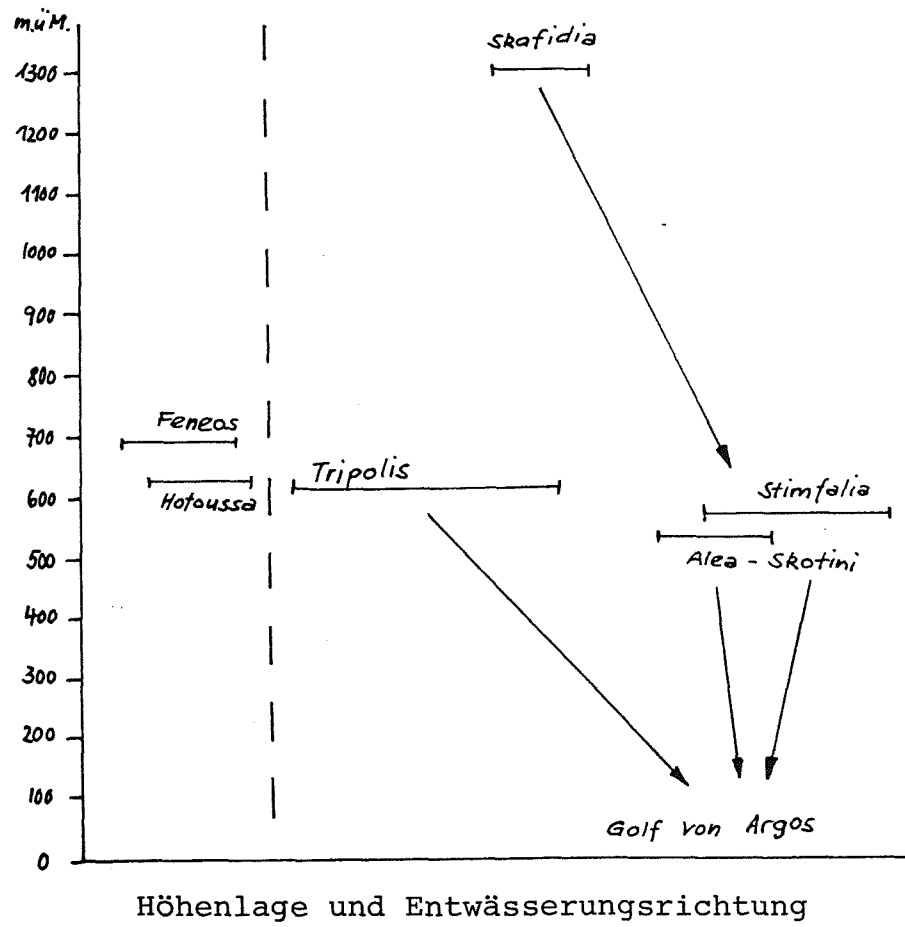 m.ü.M.
1300
1200
1100
1000
900
800
700
600
500
400
300
200
100
0
Skafidia
Feneos
Hotoussa
Tripolis
Stimfalia
Alea - Skotini
Golf von Argos
Höhenlage und Entwässerungsrichtung